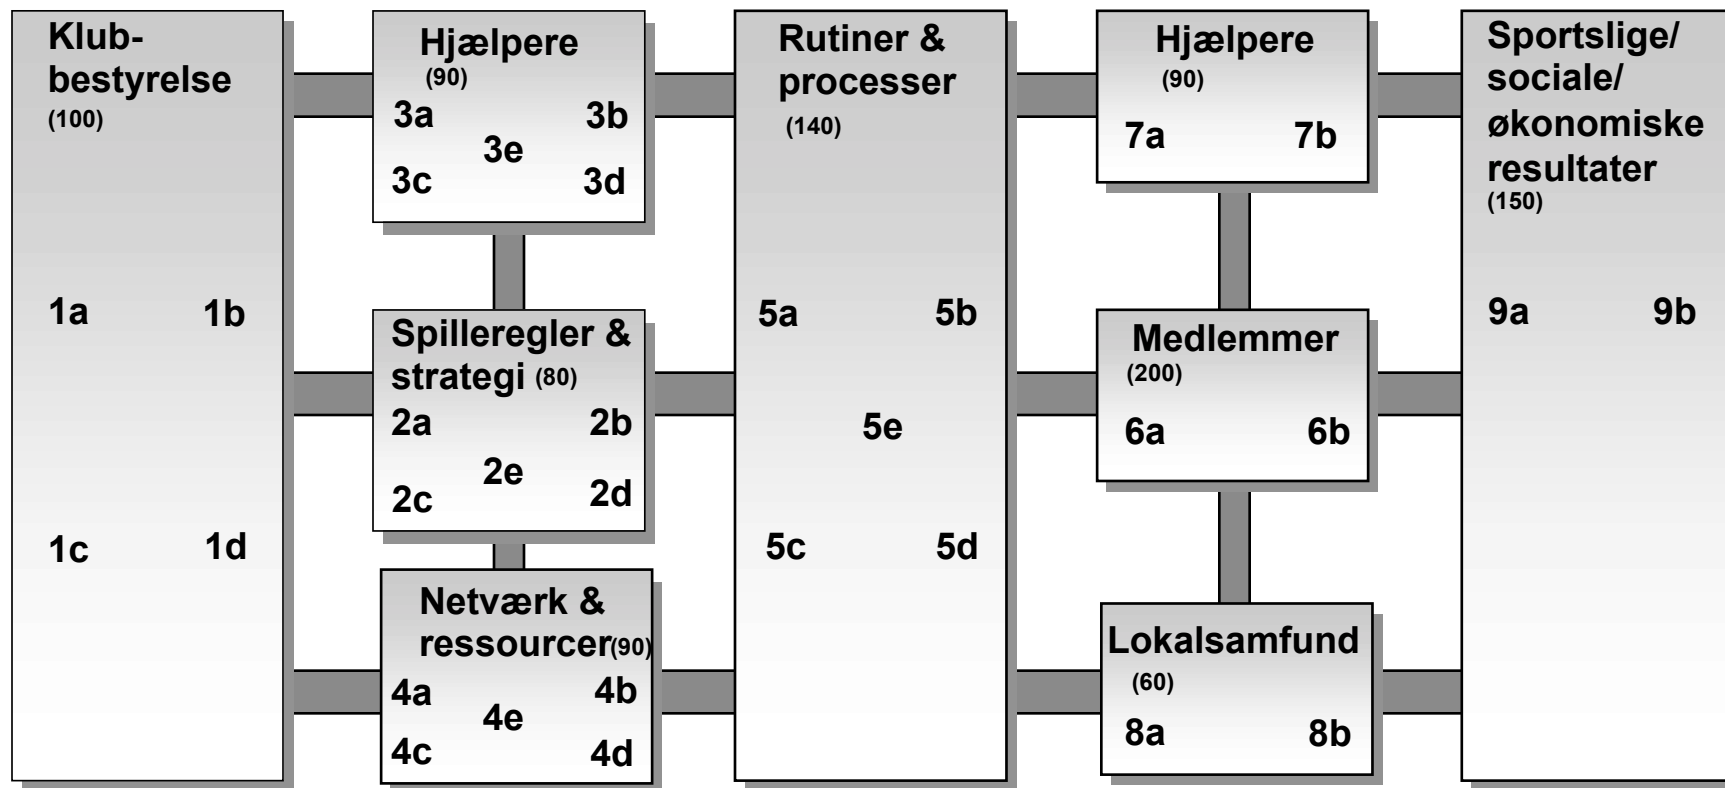 Klub-
bestyrelse
(100)
1a 1b
1c 1d
Hjælpere
(90)
3a 3b
3e
3c 3d
Spilleregler &
strategi (80)
2a 2b
2e
2c 2d
Netværk &
ressourcer(90)
4a 4b
4e
4c 4d
Rutiner &
processer
(140)
5a 5b
5e
5c 5d
Hjælpere
(90)
7a 7b
Medlemmer
(200)
6a 6b
Lokalsamfund
(60)
8a 8b
Sportslige/
sociale/
økonomiske
resultater
(150)
9a 9b